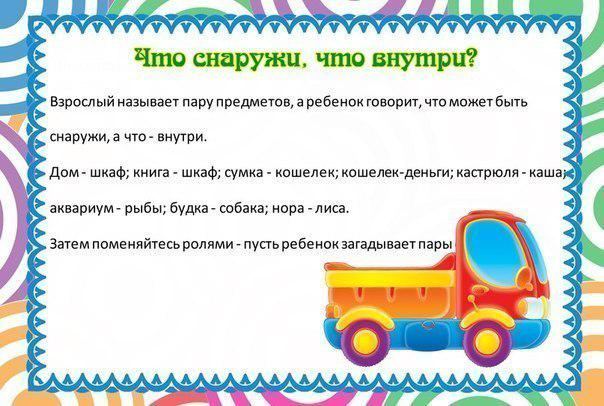 Что снаружи, что внутри?
Взрослый называет пару предметов, а ребенок говорит, что может быть
снаружи, а что - внутри.
Дом - шкаф; книга - шкаф; сумка - кошелек; кошелек-деньги; кастрюля - каша;
аквариум - рыбы; будка - собака; нора - лиса.
Затем поменяйтесь ролями - пусть ребенок загадывает пары